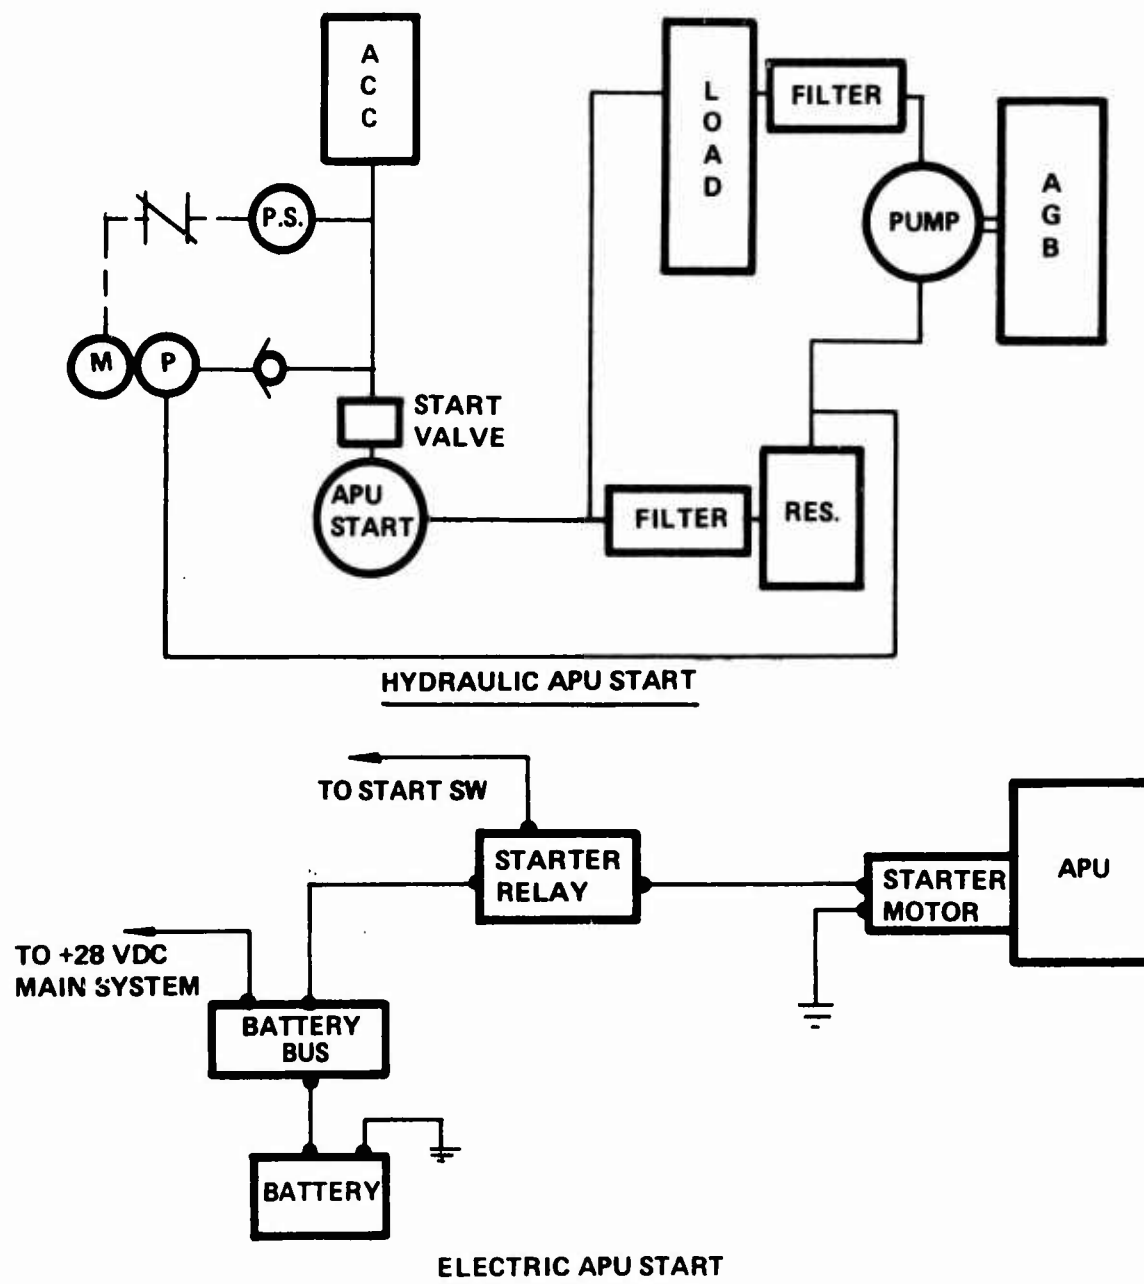 A
C
C
LOAD
FILTER
PUMP
A
G
B
P.S.
M
P
START
VALVE
APU
START
FILTER
RES.
HYDRAULIC APU START
TO START SW
STARTER
RELAY
STARTER
MOTOR
APU
TO +28 VDC
MAIN SYSTEM
BATTERY
BUS
BATTERY
ELECTRIC APU START